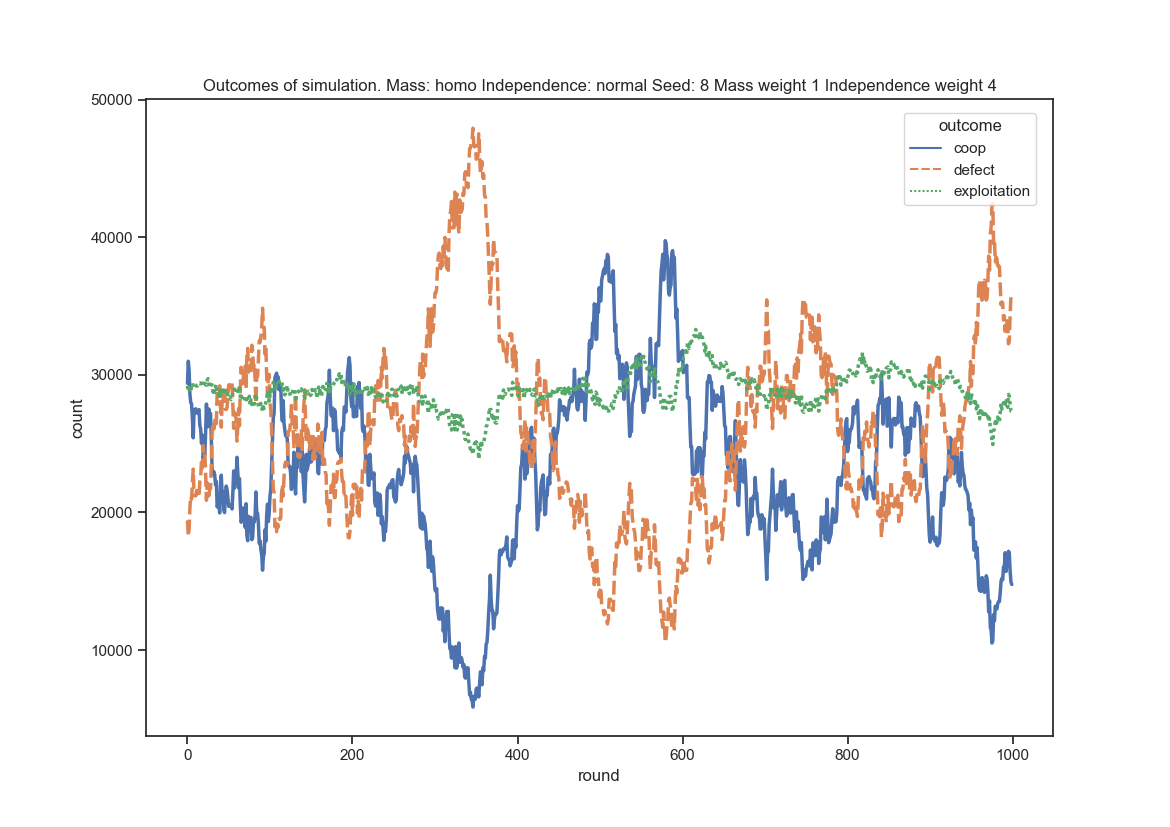 Outcomes of simulation. Mass: homo Independence: normal Seed: 8 Mass weight 1 Independence weight 4
50000
40000
30000
20000
10000
count
outcome
coop
defect
exploitation
0 200 400 600 800 1000
round